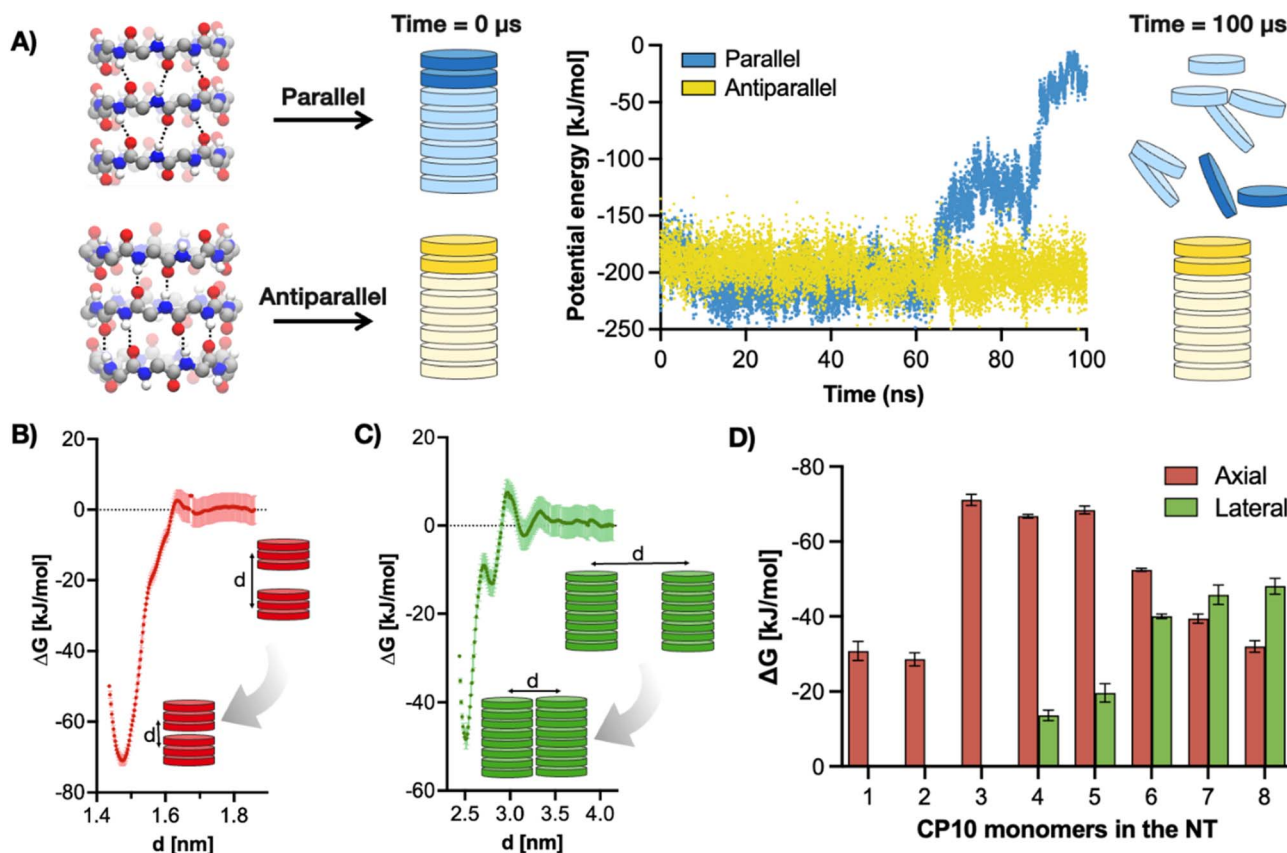 A)
Parallel
Antiparallel
Time = 0 µs
Potential energy [kJ/mol]
0
-50
-100
-150
-200
-250
Parallel
Antiparallel
0
20
40
60
80
100
Time (ns)
Time = 100 µs
B)
ΔG [kJ/mol]
20
0
-20
-40
-60
-80
d
d
1.4
1.6
1.8
d [nm]
C)
ΔG [kJ/mol]
20
0
-20
-40
-60
d
d
2.5
3.0
3.5
4.0
d [nm]
D)
ΔG [kJ/mol]
-80
-60
-40
-20
0
Axial
Lateral
1
2
3
4
5
6
7
8
CP10 monomers in the NT